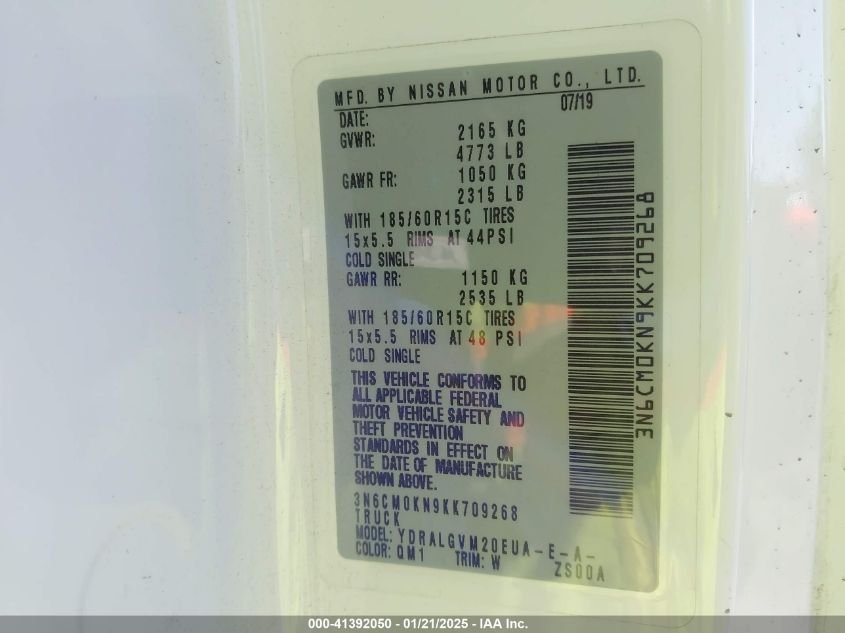 MFD. BY NISSAN MOTOR CO., LTD.
DATE: 07/19
GVWR: 2165 KG
4773 LB
GAWR FR: 1050 KG
2315 LB
WITH 185/60R15C TIRES
15x5.5 RIMS AT 44PSI
COLD SINGLE
GAWR RR: 1150 KG
2535 LB
WITH 185/60R15C TIRES
15x5.5 RIMS AT 48 PSI
COLD SINGLE
THIS VEHICLE CONFORMS TO
ALL APPLICABLE FEDERAL
MOTOR VEHICLE SAFETY AND
THEFT PREVENTION
STANDARDS IN EFFECT ON
THE DATE OF MANUFACTURE
SHOWN ABOVE.
3N6CM0KN9KK709268
TRUCK
MODEL: YDRALGVM20EUA-E-A-
COLOR: QM1 TRIM: W ZS00A
3N6CM0KN9KK709268
000-41392050 / 01/21/2025 - IAA Inc.